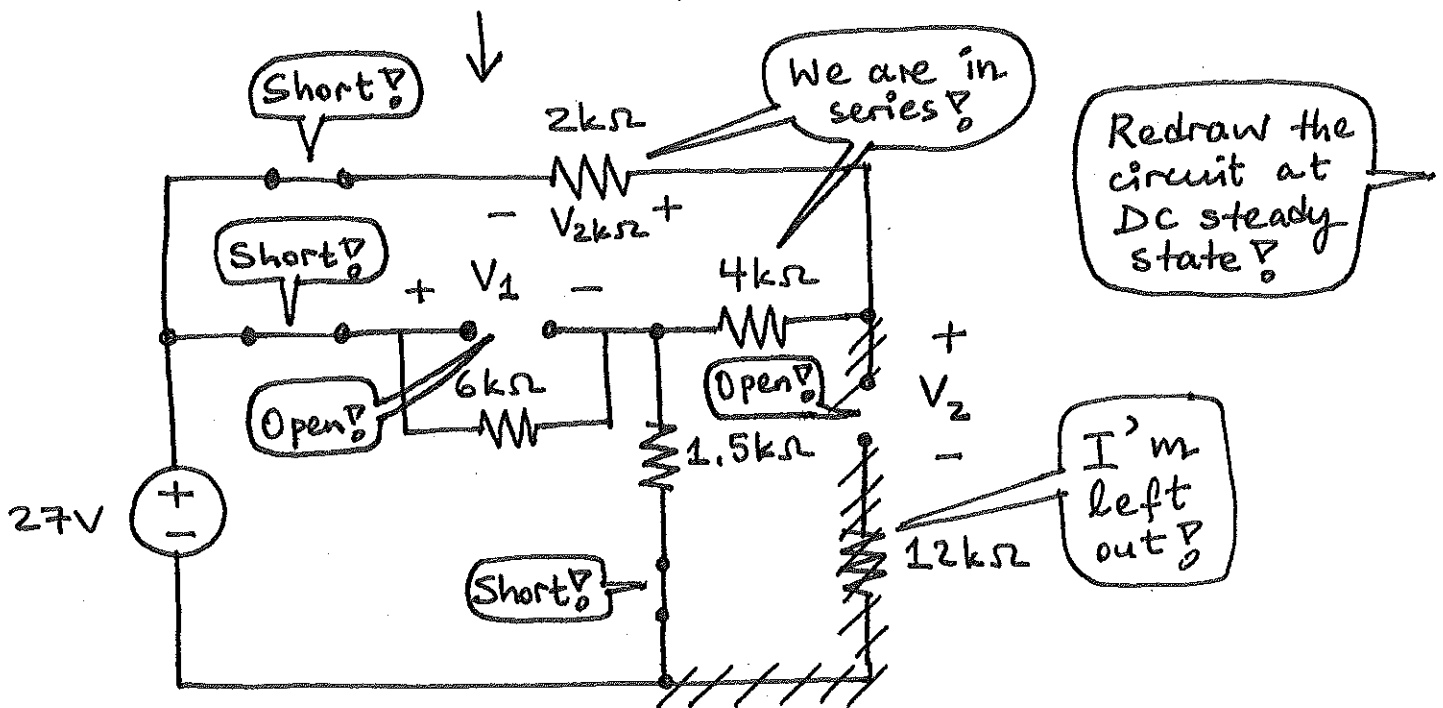 Short!
2kΩ
We are in
series!
Redraw the
circuit at
DC steady
state!
- V2kΩ +
Short!
+ V1 -
4kΩ
Open!
6kΩ
Open!
+
V2
-
1.5kΩ
I'm
left
out!
27V
+
-
12kΩ
Short!